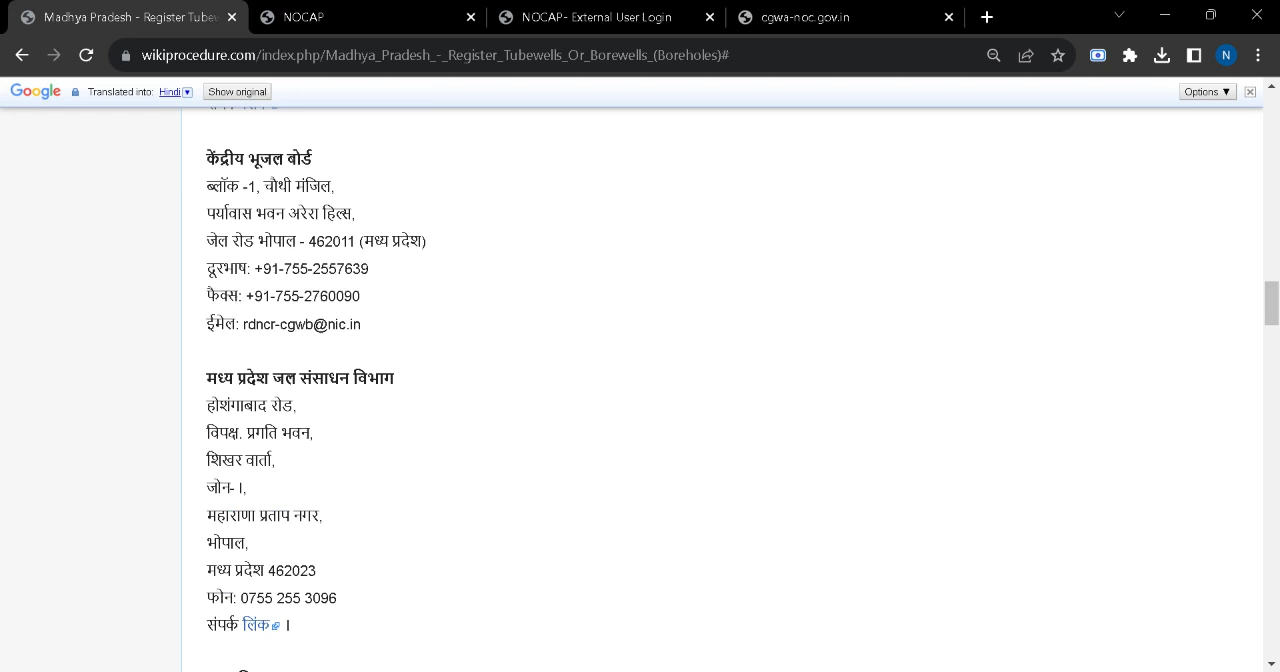 Madhya Pradesh - Register Tubew
NOCAP
NOCAP- External User Login
cgwa-noc.gov.in
wikiprocedure.com/index.php/Madhya_Pradesh_-_Register_Tubewells_Or_Borewells_(Boreholes)#
N
Google Translated into: Hindi▼ Show original Options ▼
केंद्रीय भूजल बोर्ड
ब्लॉक -1, चौथी मंजिल,
पर्यावास भवन अरेरा हिल्स,
जेल रोड भोपाल - 462011 (मध्य प्रदेश)
दूरभाष: +91-755-2557639
फैक्स: +91-755-2760090
ईमेल: rdncr-cgwb@nic.in
मध्य प्रदेश जल संसाधन विभाग
होशंगाबाद रोड,
विपक्ष. प्रगति भवन,
शिखर वार्ता,
जोन- I,
महाराणा प्रताप नगर,
भोपाल,
मध्य प्रदेश 462023
फोन: 0755 255 3096
संपर्क लिंक ।